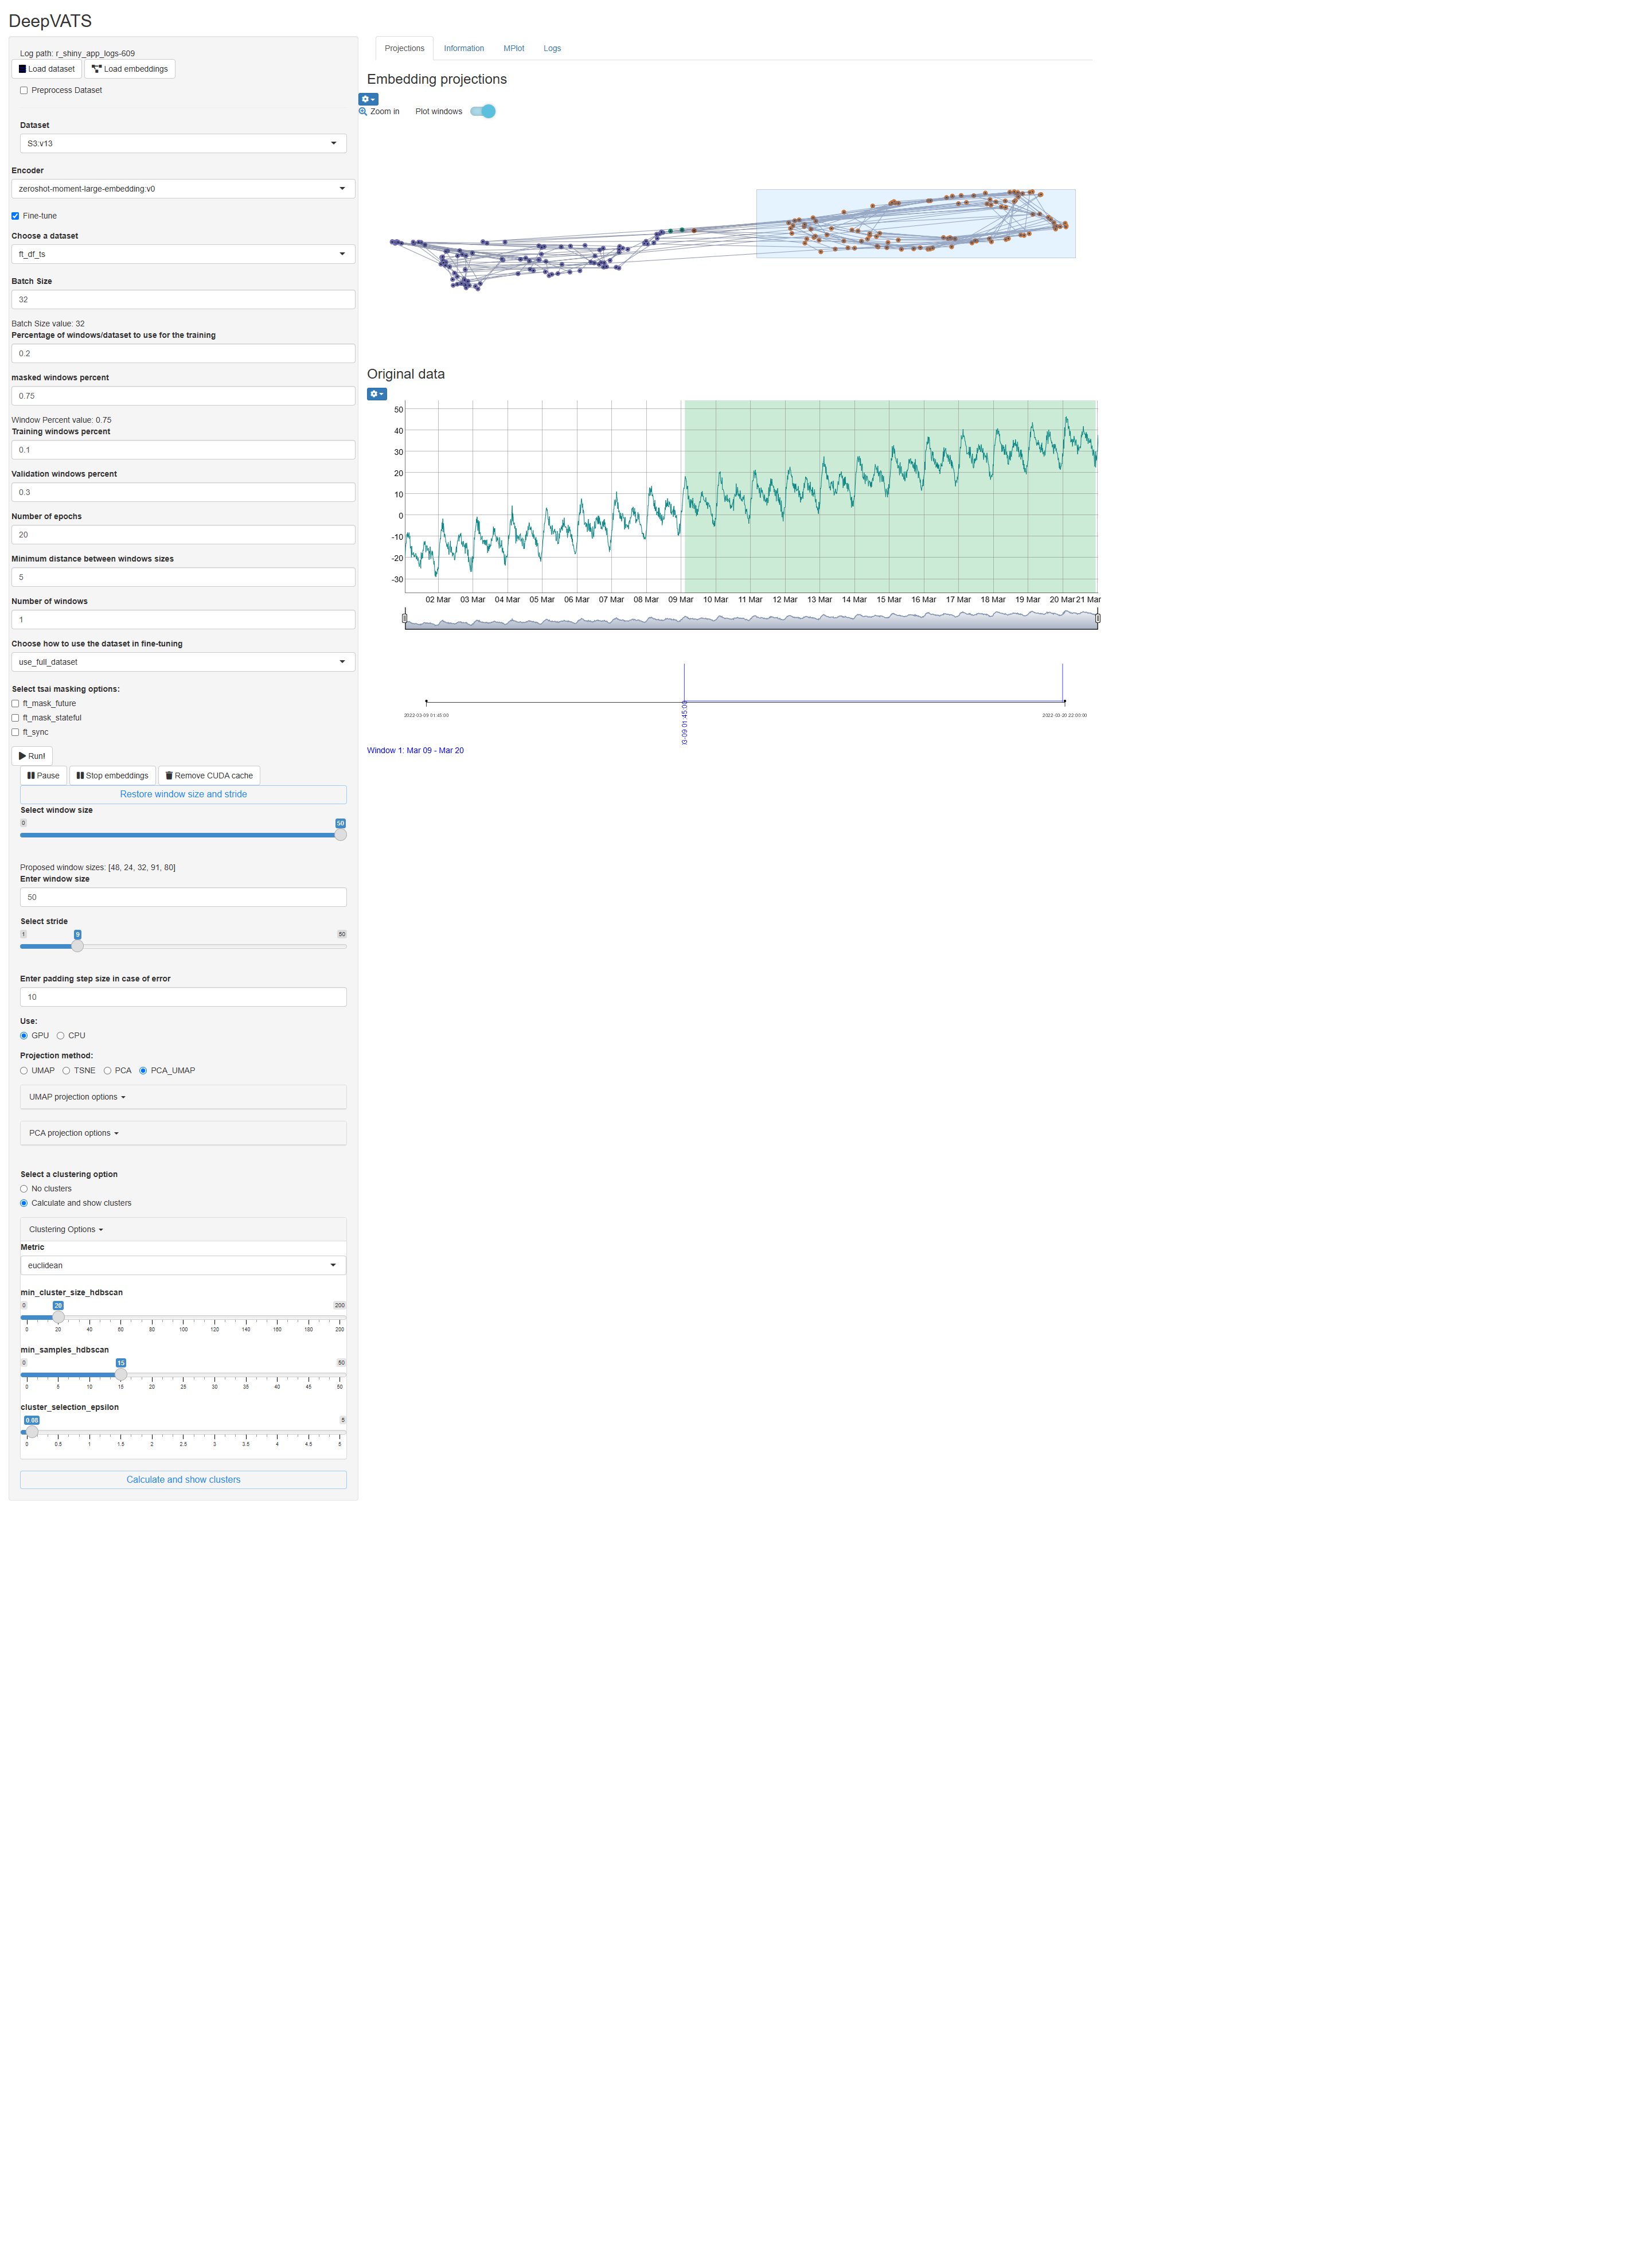 DeepVATS
Log path: r_shiny_app_logs-609
Load dataset
Load embeddings
Preprocess Dataset
Dataset
S3:v13
Encoder
zeroshot-moment-large-embedding:v0
Fine-tune
Choose a dataset
ft_df_ts
Batch Size
32
Batch Size value: 32
Percentage of windows/dataset to use for the training
0.2
masked windows percent
0.75
Window Percent value: 0.75
Training windows percent
0.1
Validation windows percent
0.3
Number of epochs
20
Minimum distance between windows sizes
5
Number of windows
1
Choose how to use the dataset in fine-tuning
use_full_dataset
Select tsai masking options:
ft_mask_future
ft_mask_stateful
ft_sync
Run!
Pause
Stop embeddings
Remove CUDA cache
Restore window size and stride
Select window size
0 50
Proposed window sizes: [48, 24, 32, 91, 80]
Enter window size
50
Select stride
1 9 50
Enter padding step size in case of error
10
Use:
GPU CPU
Projection method:
UMAP TSNE PCA PCA_UMAP
UMAP projection options
PCA projection options
Select a clustering option
No clusters
Calculate and show clusters
Clustering Options
Metric
euclidean
min_cluster_size_hdbscan
0 20 200
0 20 40 60 80 100 120 140 160 180 200
min_samples_hdbscan
0 15 50
0 5 10 15 20 25 30 35 40 45 50
cluster_selection_epsilon
0.08 5
0 0.5 1 1.5 2 2.5 3 3.5 4 4.5 5
Calculate and show clusters
Projections Information MPlot Logs
Embedding projections
Zoom in Plot windows
Original data
50
40
30
20
10
0
-10
-20
-30
02 Mar 03 Mar 04 Mar 05 Mar 06 Mar 07 Mar 08 Mar 09 Mar 10 Mar 11 Mar 12 Mar 13 Mar 14 Mar 15 Mar 16 Mar 17 Mar 18 Mar 19 Mar 20 Mar 21 Mar
2022-03-09 01:45:00
2022-03-20 22:00:00
-09 01:45:00
Window 1: Mar 09 - Mar 20